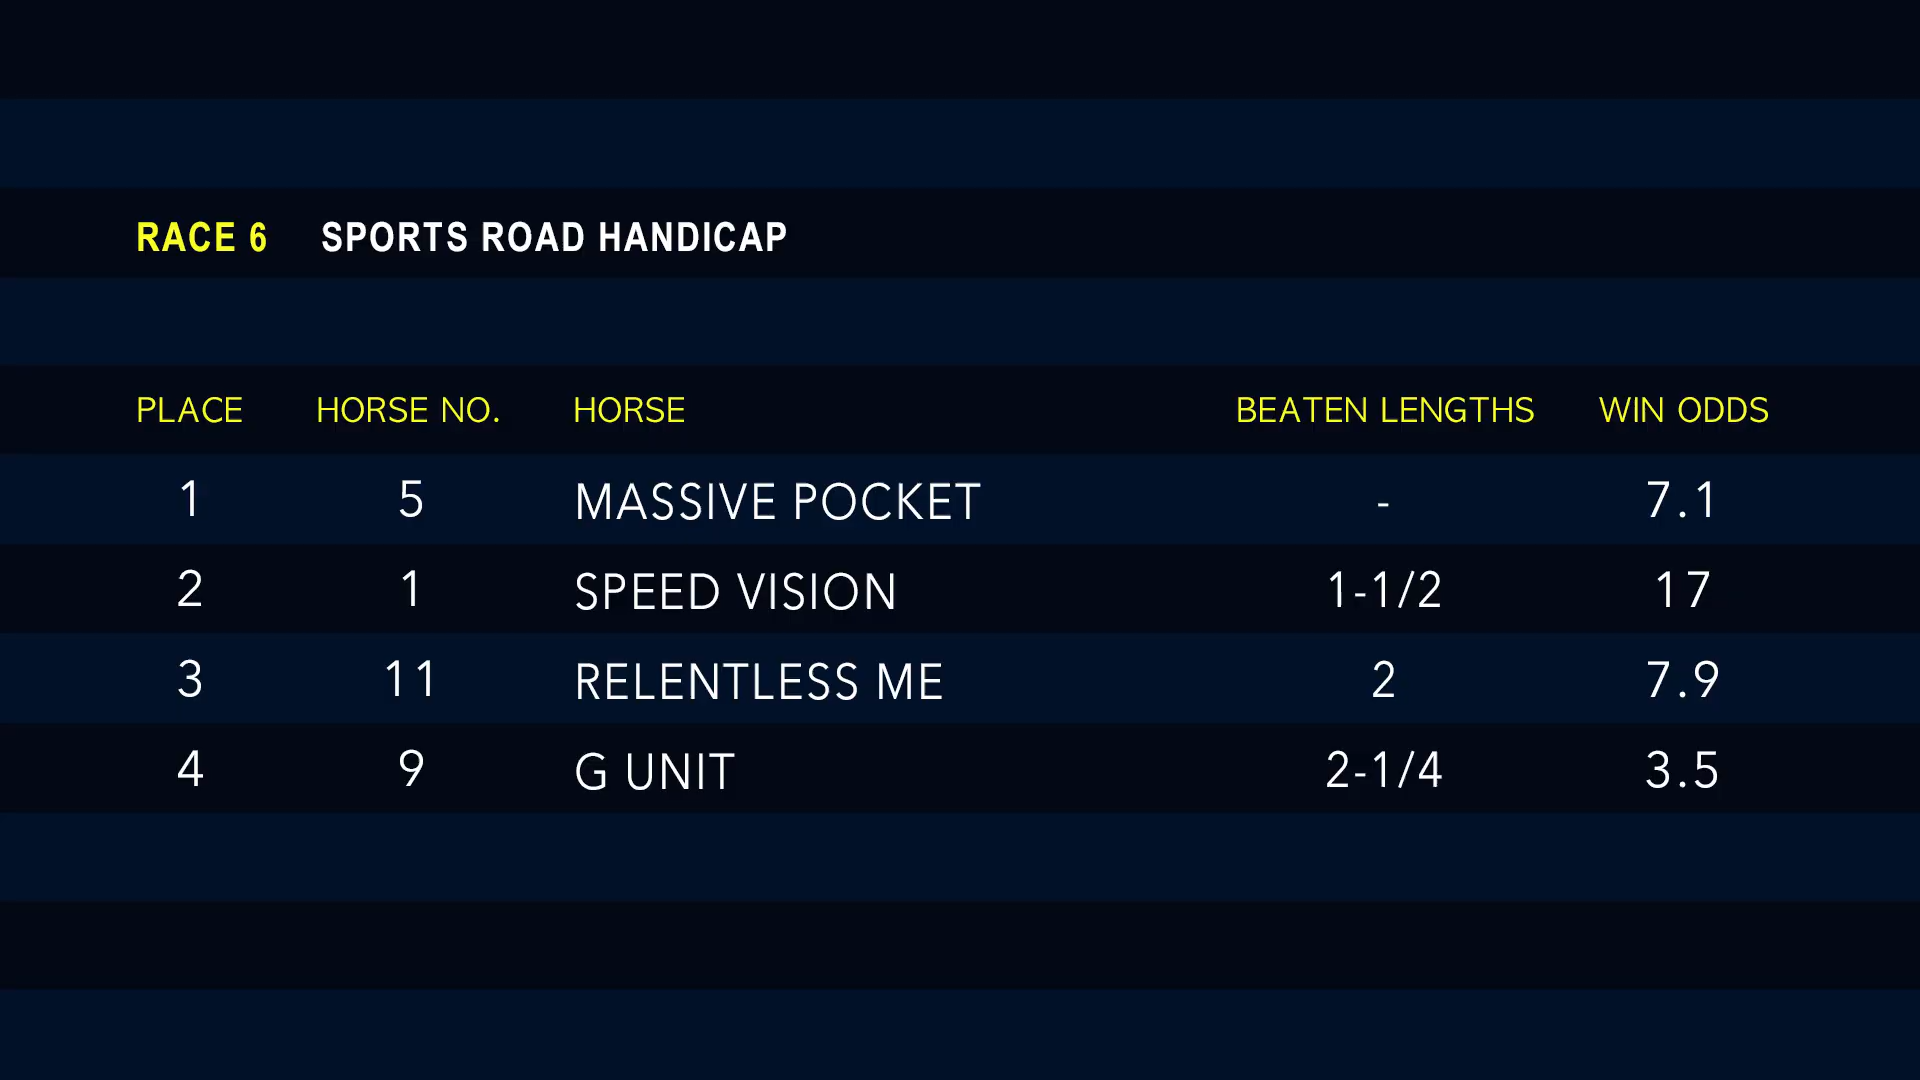 RACE 6 SPORTS ROAD HANDICAP
PLACE HORSE NO. HORSE BEATEN LENGTHS WIN ODDS
1 5 MASSIVE POCKET - 7.1
2 1 SPEED VISION 1-1/2 17
3 11 RELENTLESS ME 2 7.9
4 9 G UNIT 2-1/4 3.5